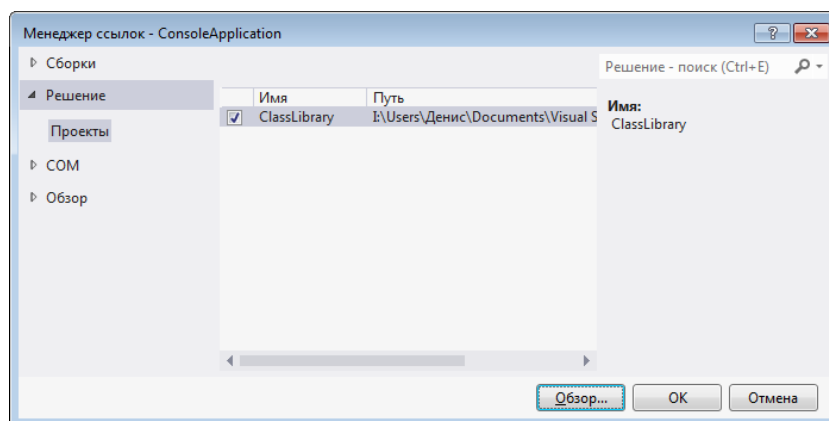 Менеджер ссылок - ConsoleApplication
Сборки
Решение
Проекты
COM
Обзор
Имя Путь
ClassLibrary I:\Users\Денис\Documents\Visual S
Решение - поиск (Ctrl+E)
Имя:
ClassLibrary
Обзор... OK Отмена